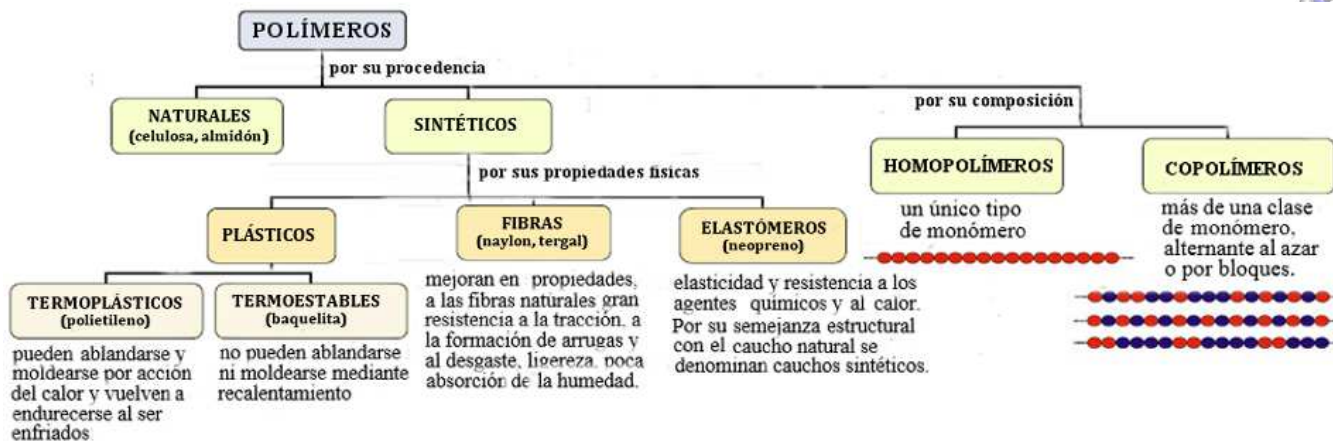 POLÍMEROS
por su procedencia
NATURALES
(celulosa, almidón)
SINTÉTICOS
por su composición
HOMOPOLÍMEROS
un único tipo
de monómero
COPOLÍMEROS
más de una clase
de monómero,
alternante al azar
o por bloques.
por sus propiedades fisicas
PLÁSTICOS
FIBRAS
(naylon, tergal)
ELASTÓMEROS
(neopreno)
TERMOPLÁSTICOS
(polietileno)
pueden ablandarse y
moldearse por acción
del calor y vuelven a
endurecerse al ser
enfriados
TERMOESTABLES
(baquelita)
no pueden ablandarse
ni moldearse mediante
recalentamiento
mejoran en propiedades,
a las fibras naturales gran
resistencia a la tracción, a
la formación de arrugas y
al desgaste, ligereza, poca
absorción de la humedad.
elasticidad y resistencia a los
agentes químicos y al calor.
Por su semejanza estructural
con el caucho natural se
denominan cauchos sintéticos.